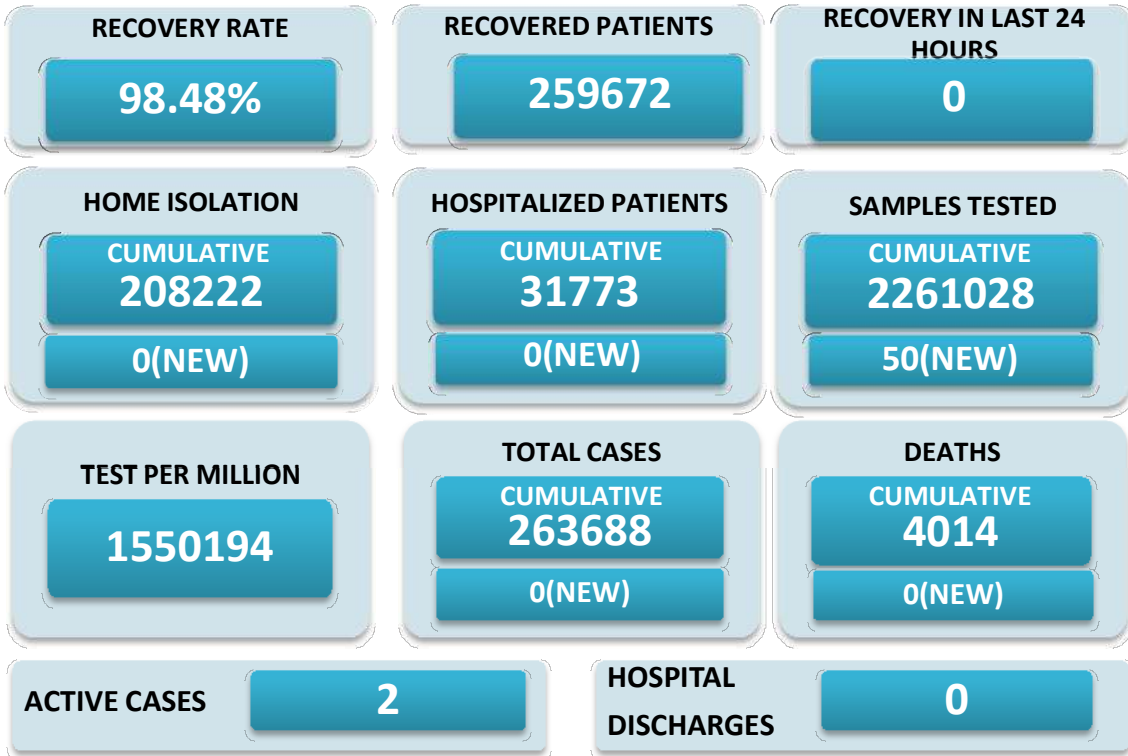 RECOVERY RATE
98.48%
RECOVERED PATIENTS
259672
RECOVERY IN LAST 24
HOURS
0
HOME ISOLATION
CUMULATIVE
208222
0(NEW)
HOSPITALIZED PATIENTS
CUMULATIVE
31773
0(NEW)
SAMPLES TESTED
CUMULATIVE
2261028
50(NEW)
TEST PER MILLION
1550194
TOTAL CASES
CUMULATIVE
263688
0(NEW)
DEATHS
CUMULATIVE
4014
0(NEW)
ACTIVE CASES
2
HOSPITAL
DISCHARGES
0